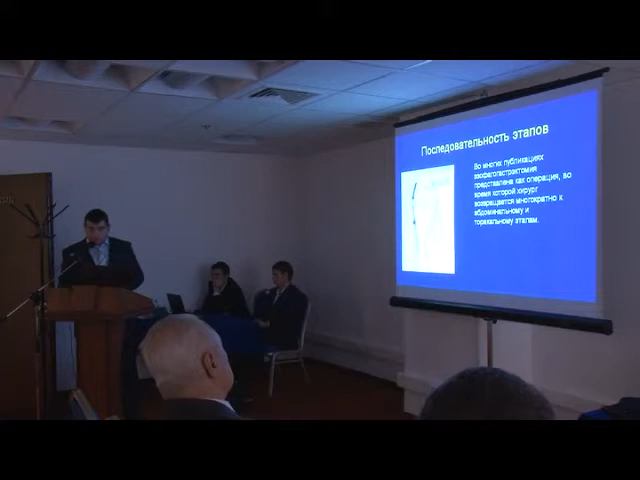 Последовательность этапов
Во многих публикациях
эзофагогастрэктомия
представлена как операция, во
время которой хирург
возвращается многократно к
абдоминальному и
торакальному этапам.